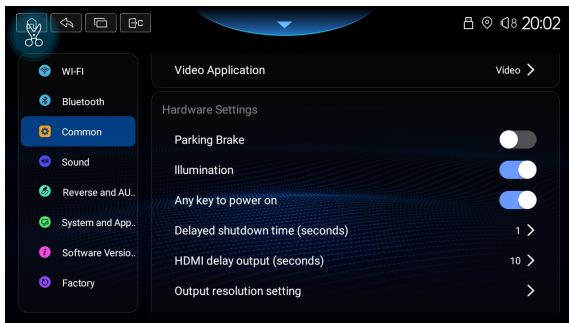 8 20:02
WI-FI
Bluetooth
Common
Sound
Reverse and AU..
System and App..
Software Versio..
Factory
Video Application
Video
Hardware Settings
Parking Brake
Illumination
Any key to power on
Delayed shutdown time (seconds)
1
HDMI delay output (seconds)
10
Output resolution setting